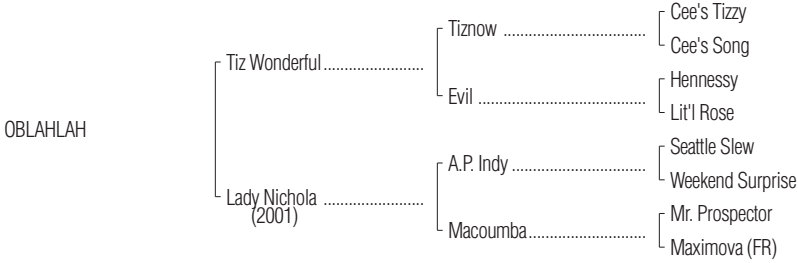 Cee's Tizzy
Tiznow ................................................
Cee's Song
Tiz Wonderful........................
Hennessy
Evil ........................................................
Lit'l Rose
OBLAHLAH
Seattle Slew
A.P. Indy .............................................
Weekend Surprise
Lady Nichola ........................
(2001)
Mr. Prospector
Macoumba.......................................
Maximova (FR)